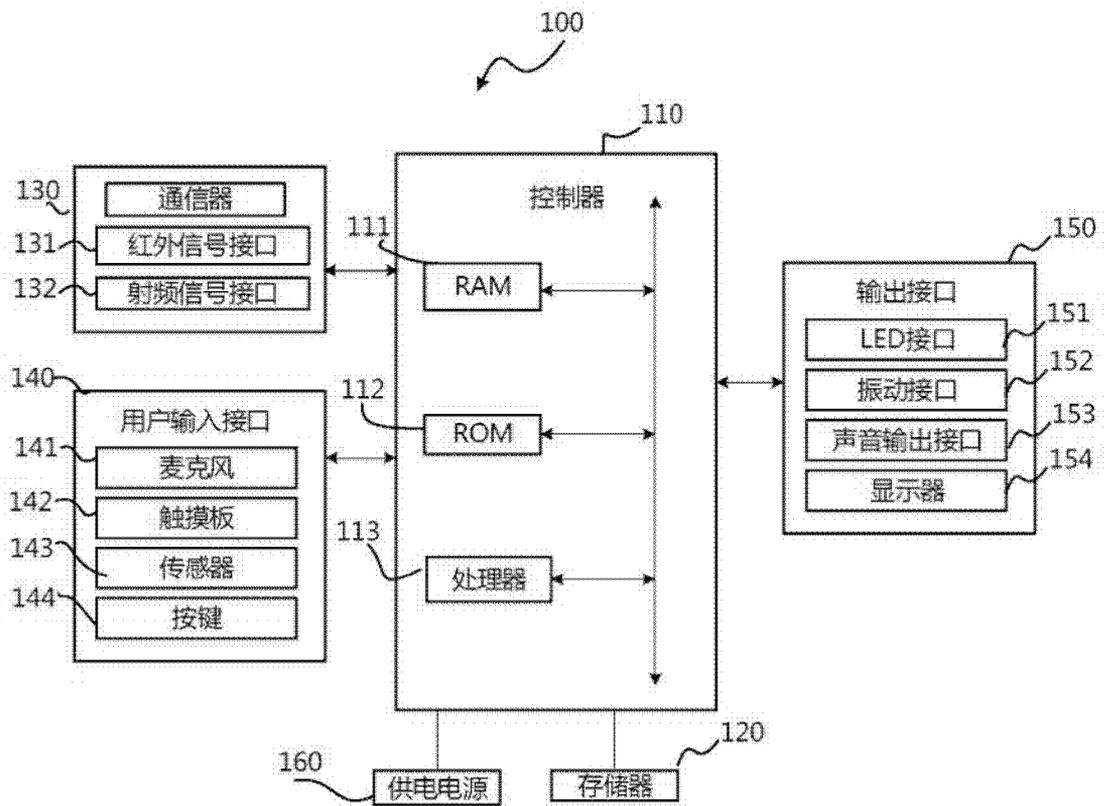 100
110
控制器
111
RAM
112
ROM
113
处理器
130
通信器
131
红外信号接口
132
射频信号接口
140
用户输入接口
141
麦克风
142
触摸板
143
传感器
144
按键
150
输出接口
151
LED接口
152
振动接口
153
声音输出接口
154
显示器
160
供电电源
120
存储器